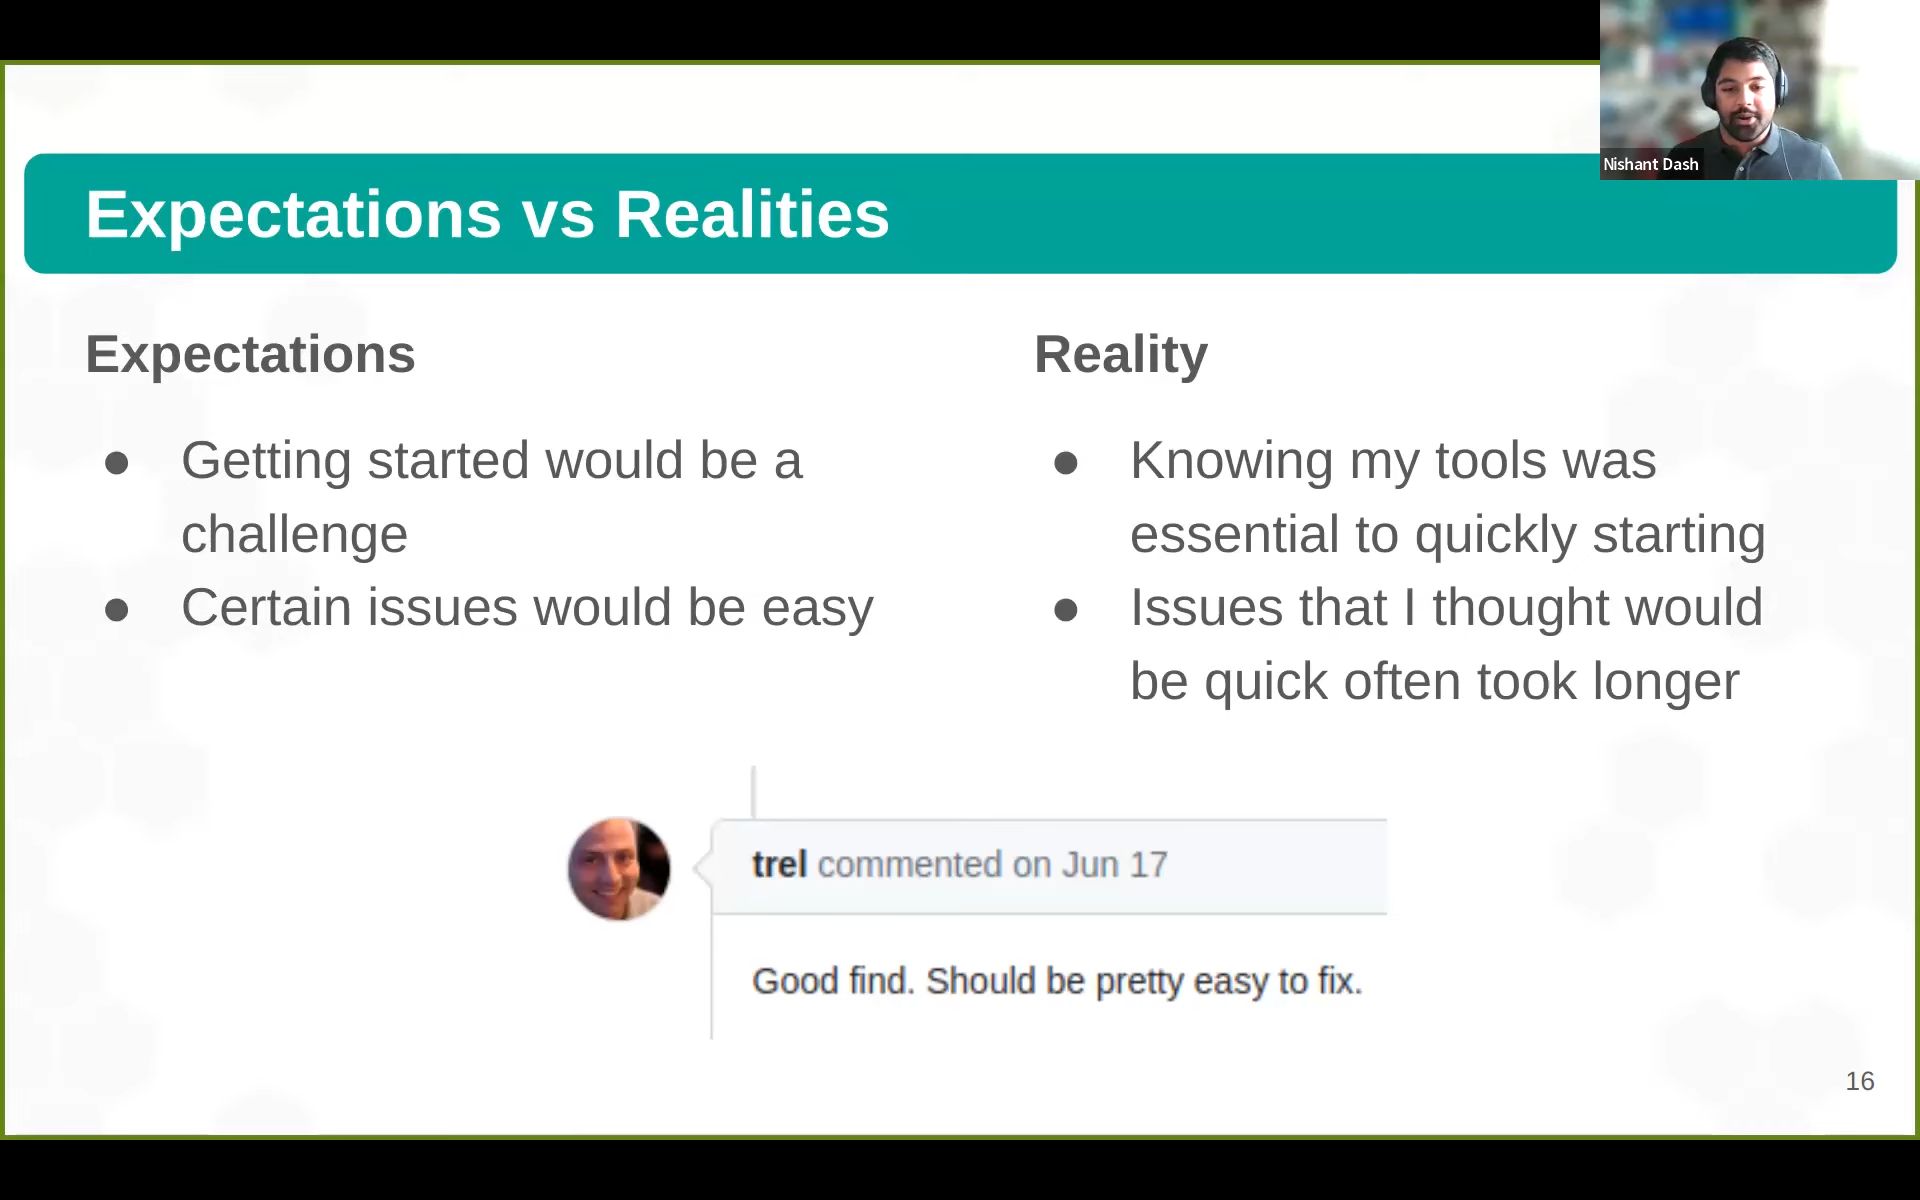 Nishant Dash
Expectations vs Realities
Expectations
● Getting started would be a
challenge
● Certain issues would be easy
Reality
● Knowing my tools was
essential to quickly starting
● Issues that I thought would
be quick often took longer
trel commented on Jun 17
Good find. Should be pretty easy to fix.
16